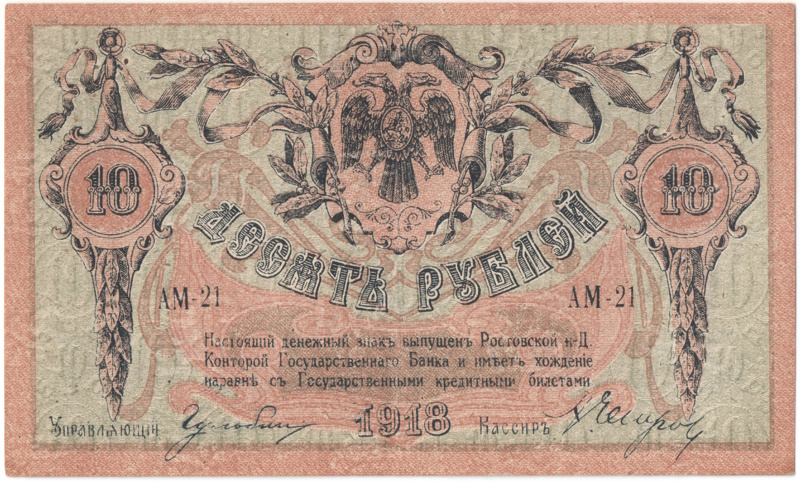 10 10
ДЕСѦТЬ РУБЛЕЙ
АМ-21 АМ-21
Настоящій денежный знакъ выпущенъ Ростовской н-Д.
Конторой Государственнаго Банка и имѣетъ хожденіе
наравнѣ съ Государственными кредитными билетами
Управляющій 1918 Кассиръ